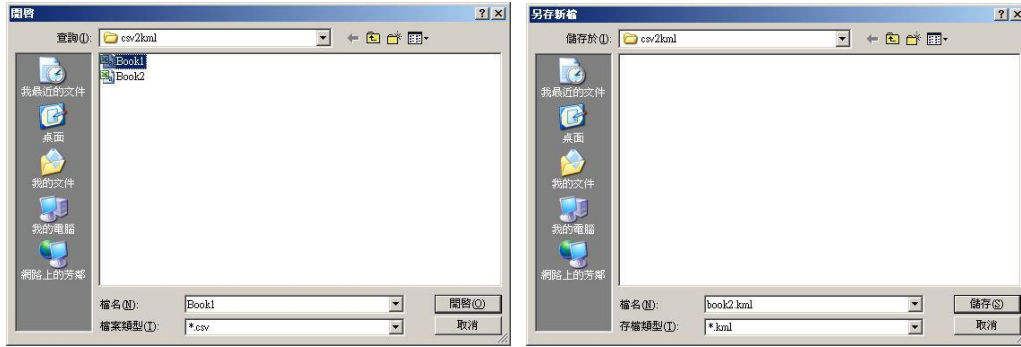 開啓
查詢(I):
csv2kml
Book1
Book2
我最近的文件
桌面
我的文件
我的電腦
網路上的芳鄰
檔名(N):
Book1
開啓(O)
檔案類型(T):
*.csv
取消
另存新檔
儲存於(I):
csv2kml
我最近的文件
桌面
我的文件
我的電腦
網路上的芳鄰
檔名(N):
book2.kml
儲存(S)
存檔類型(T):
*.kml
取消